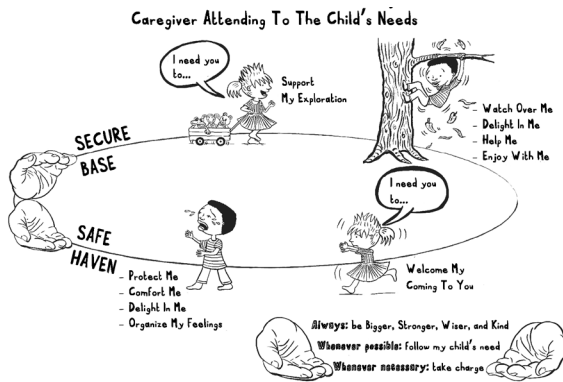 Caregiver Attending To The Child's Needs
I need you
to...
Support
My Exploration
- Watch Over Me
- Delight In Me
- Help Me
- Enjoy With Me
SECURE
BASE
I need you
to...
SAFE
HAVEN
- Protect Me
- Comfort Me
- Delight In Me
- Organize My Feelings
Welcome My
Coming To You
Always: be Bigger, Stronger, Wiser, and Kind
Whenever possible: follow my child's need
Whenever necessary: take charge